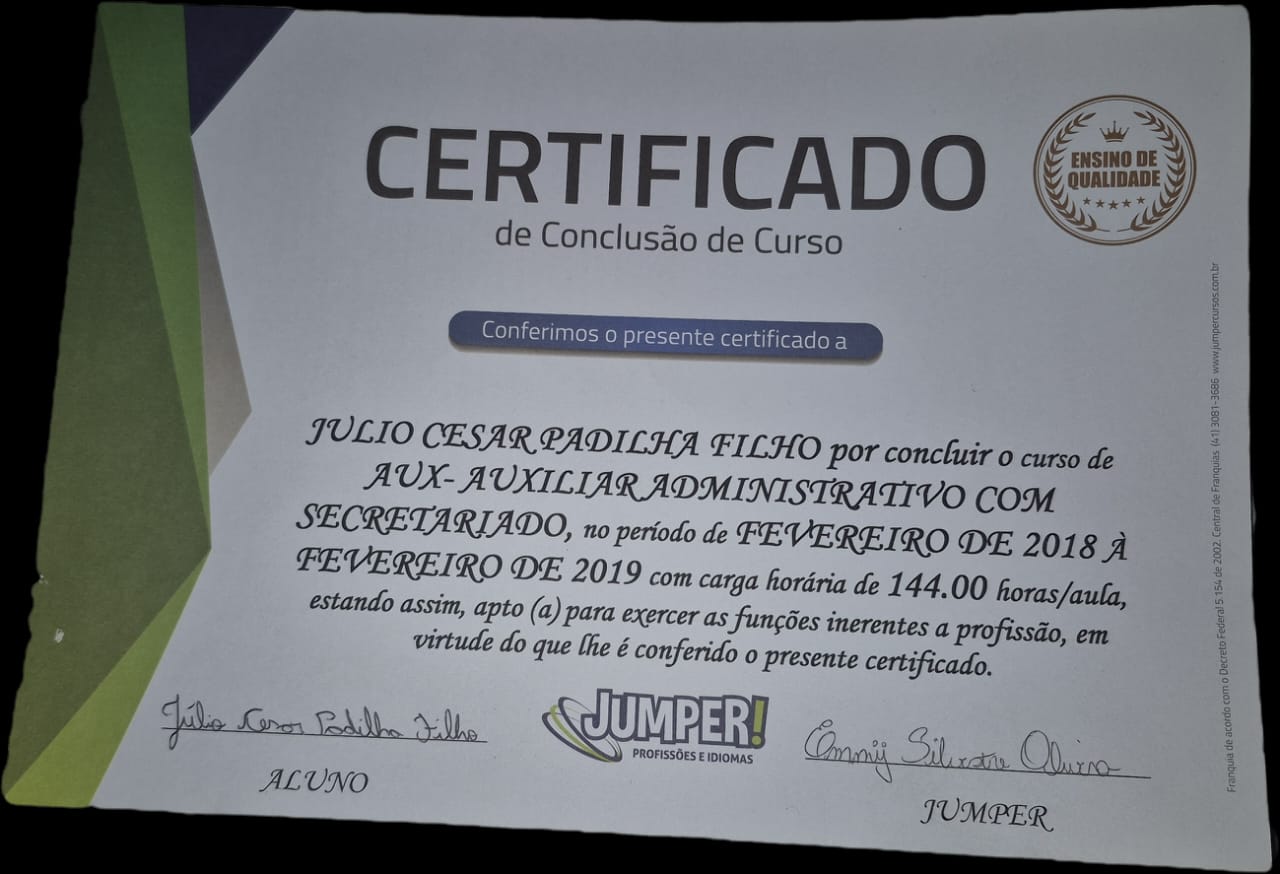 CERTIFICADO
de Conclusão de Curso
ENSINO DE
QUALIDADE
Conferimos o presente certificado a
JULIO CESAR PADILHA FILHO por concluir o curso de
AUX- AUXILIAR ADMINISTRATIVO COM
SECRETARIADO, no período de FEVEREIRO DE 2018 À
FEVEREIRO DE 2019 com carga horária de 144.00 horas/aula,
estando assim, apto (a) para exercer as funções inerentes a profissão, em
virtude do que lhe é conferido o presente certificado.
Júlio Cesar Padilha Filho
ALUNO
JUMPER!
PROFISSÕES E IDIOMAS
Emmij Silvestre Oliveira
JUMPER
Franquia de acordo com o Decreto Federal 5.154 de 2002. Central de Franquias (41) 3081-3686 www.jumpercursos.com.br